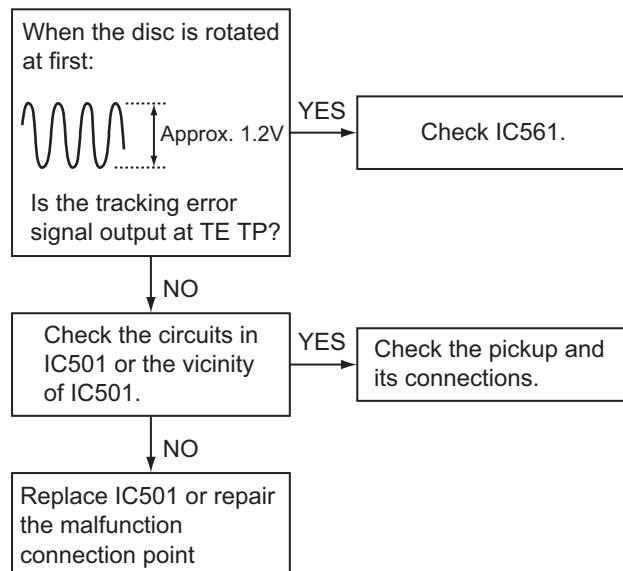 When the disc is rotated
at first:
Approx. 1.2V
Is the tracking error
signal output at TE TP?
YES
Check IC561.
NO
Check the circuits in
IC501 or the vicinity
of IC501.
YES
Check the pickup and
its connections.
NO
Replace IC501 or repair
the malfunction
connection point